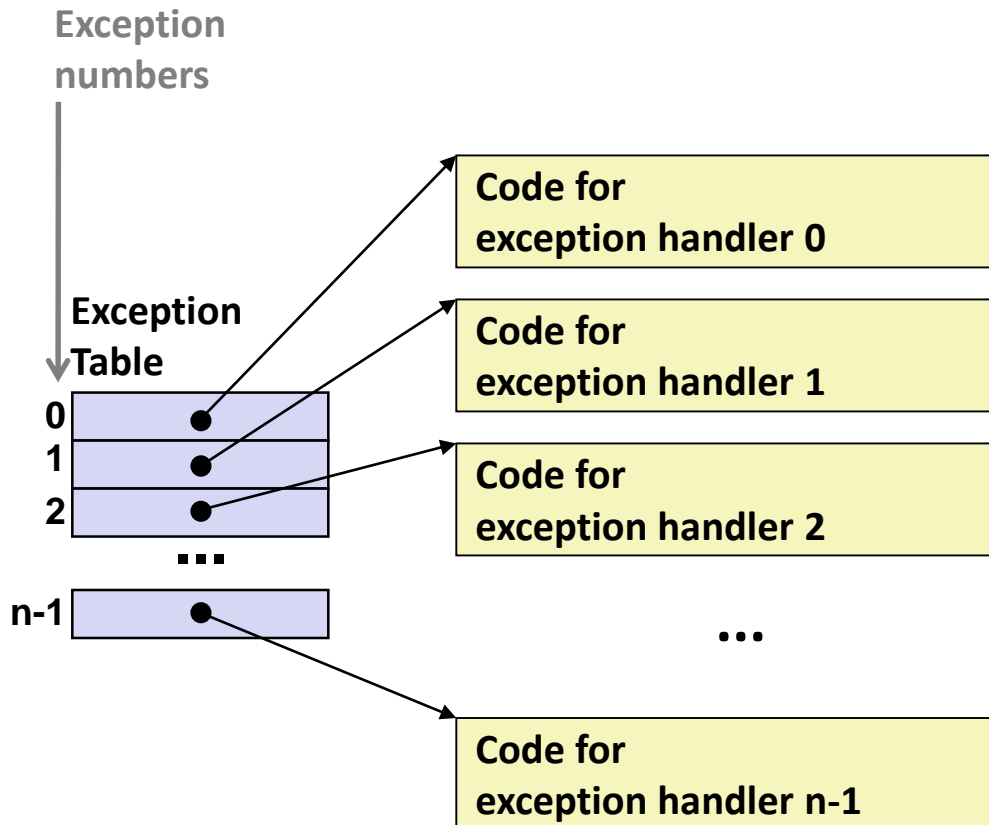 Exception
numbers
Code for
exception handler 0
Exception
Table
Code for
exception handler 1
0
1
2
...
n-1
Code for
exception handler 2
...
Code for
exception handler n-1